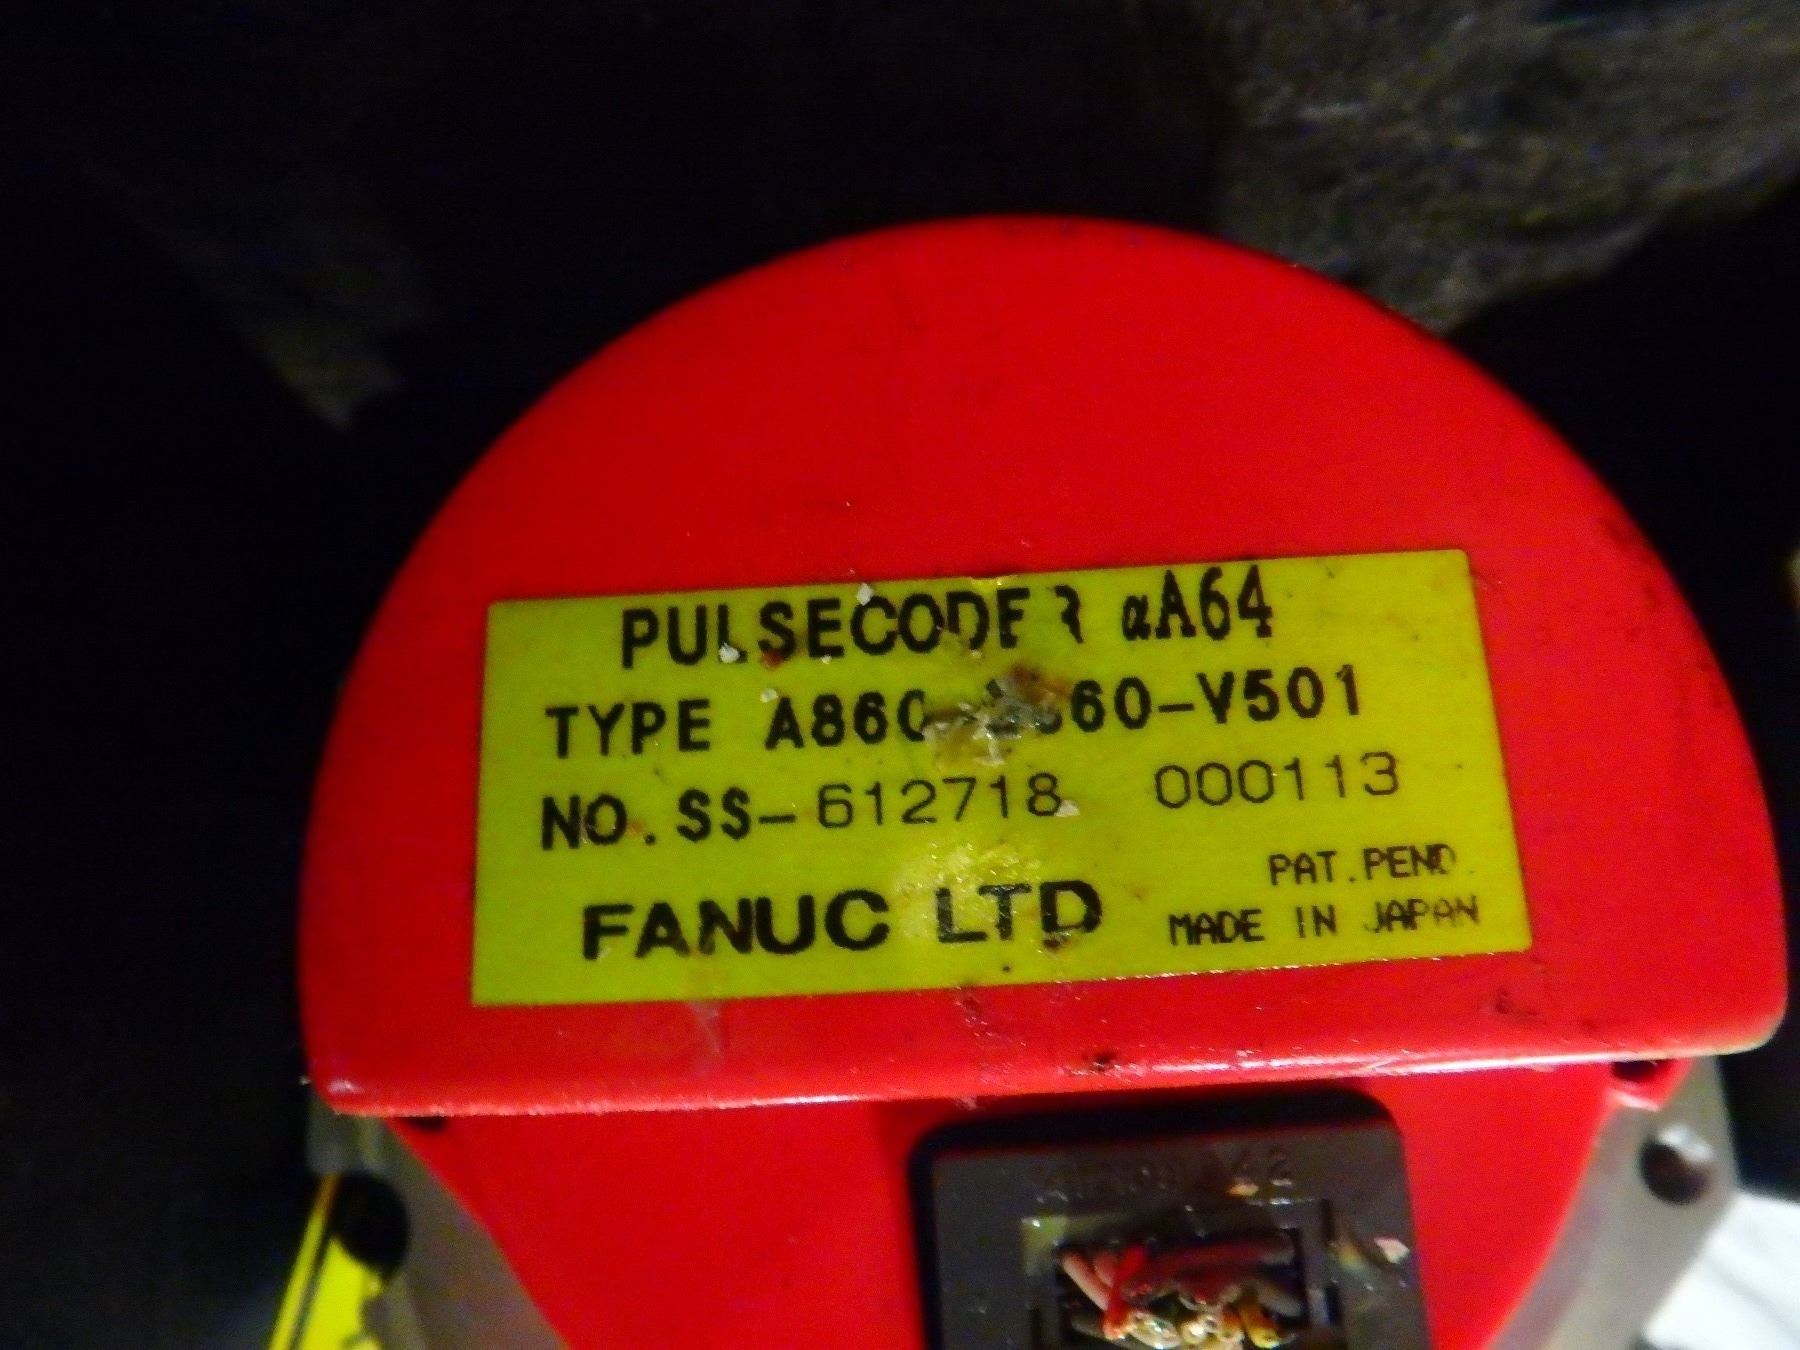 PULSECODER αA64
TYPE
NO.SS-612718 000113
PAT.PEND.
FANUC LTD
MADE IN JAPAN